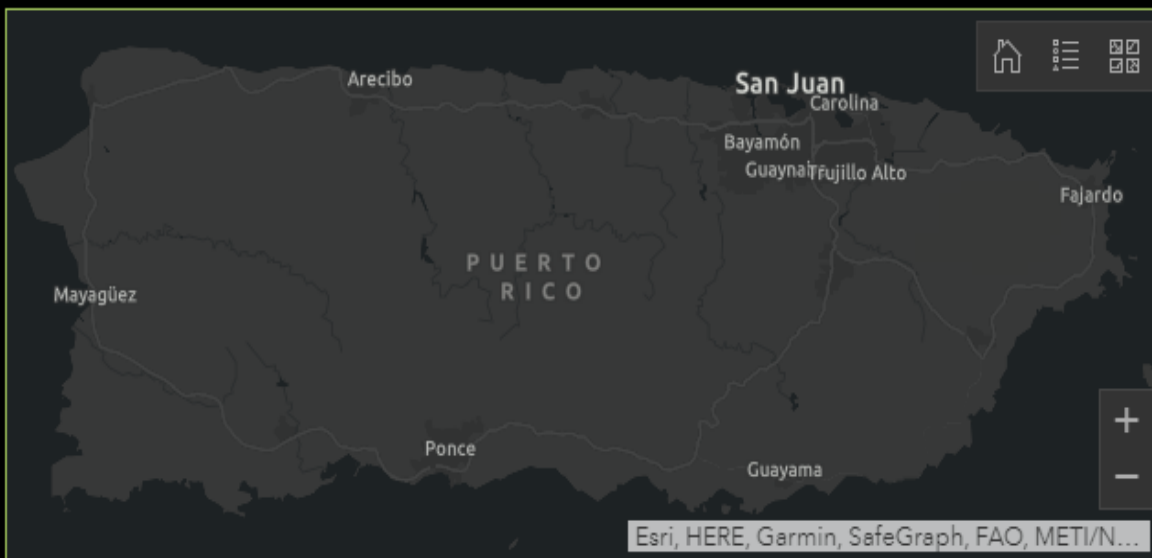 Arecibo
San Juan
Carolina
Bayamón
Trujillo Alto
Fajardo
PUERTO
RICO
Mayagüez
Ponce
Guayama
+
−
Esri, HERE, Garmin, SafeGraph, FAO, METI/N...